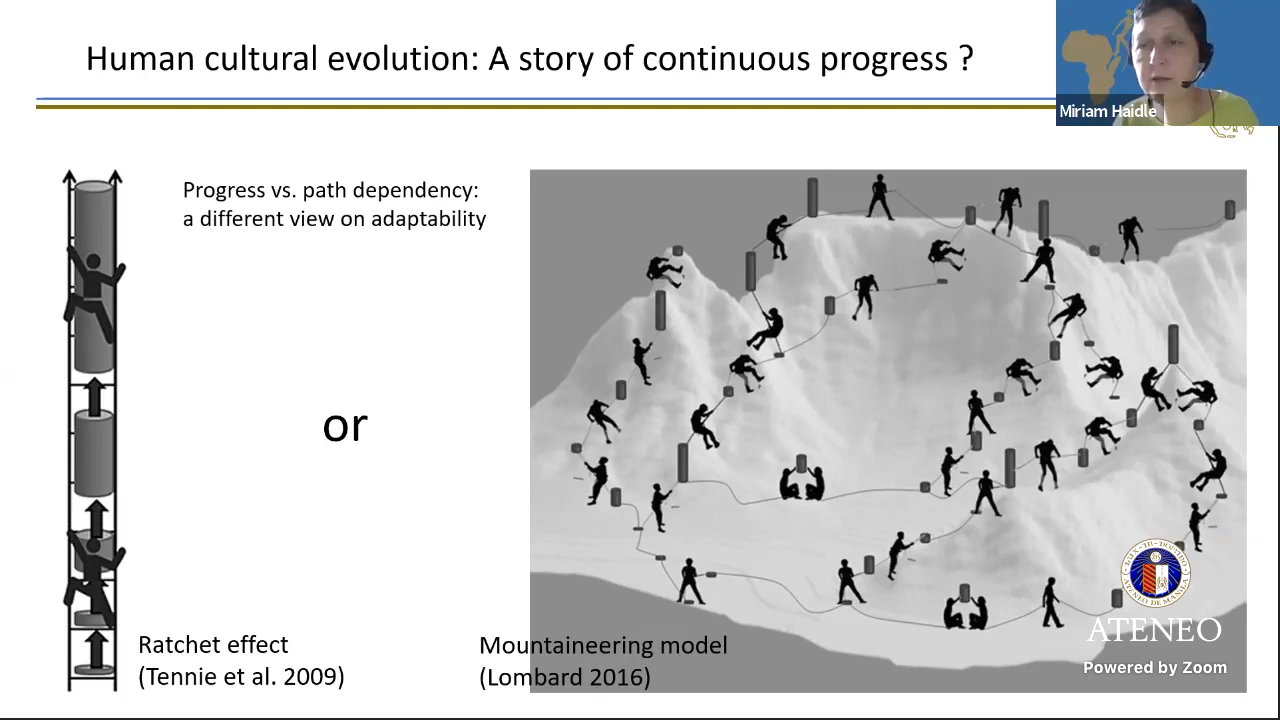 Human cultural evolution: A story of continuous progress ?
Miriam Haidle
Progress vs. path dependency:
a different view on adaptability
or
Ratchet effect
(Tennie et al. 2009)
Mountaineering model
(Lombard 2016)
ATENEO
Powered by Zoom